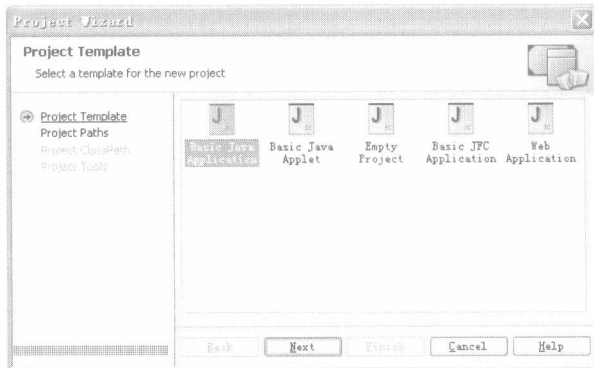 Project Wizard
Project Template
Select a template for the new project
Project Template
Project Paths
Project ClassPath
Project Tools
Basic Java Application
Basic Java Applet
Empty Project
Basic JFC Application
Web Application
Back
Next
Finish
Cancel
Help